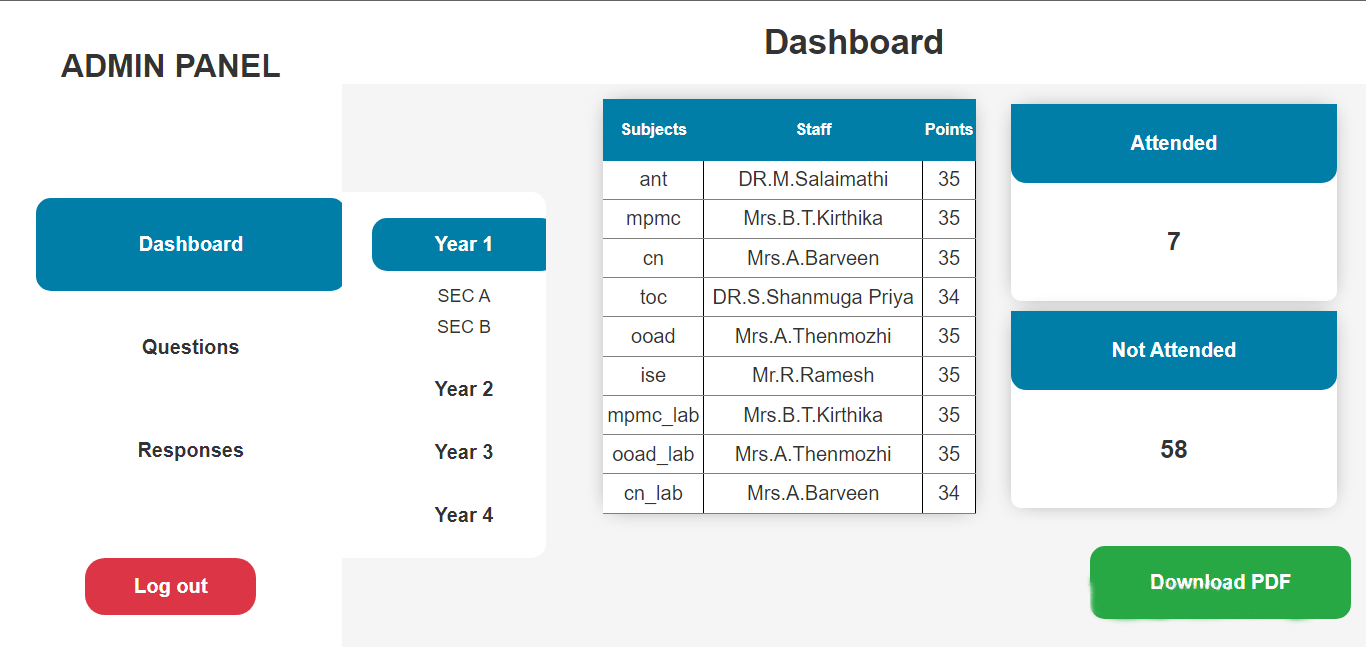 ADMIN PANEL
Dashboard
Dashboard
Questions
Responses
Log out
Year 1
SEC A
SEC B
Year 2
Year 3
Year 4
Subjects Staff Points
ant DR.M.Salaimathi 35
mpmc Mrs.B.T.Kirthika 35
cn Mrs.A.Barveen 35
toc DR.S.Shanmuga Priya 34
ooad Mrs.A.Thenmozhi 35
ise Mr.R.Ramesh 35
mpmc_lab Mrs.B.T.Kirthika 35
ooad_lab Mrs.A.Thenmozhi 35
cn_lab Mrs.A.Barveen 34
Attended
7
Not Attended
58
Download PDF